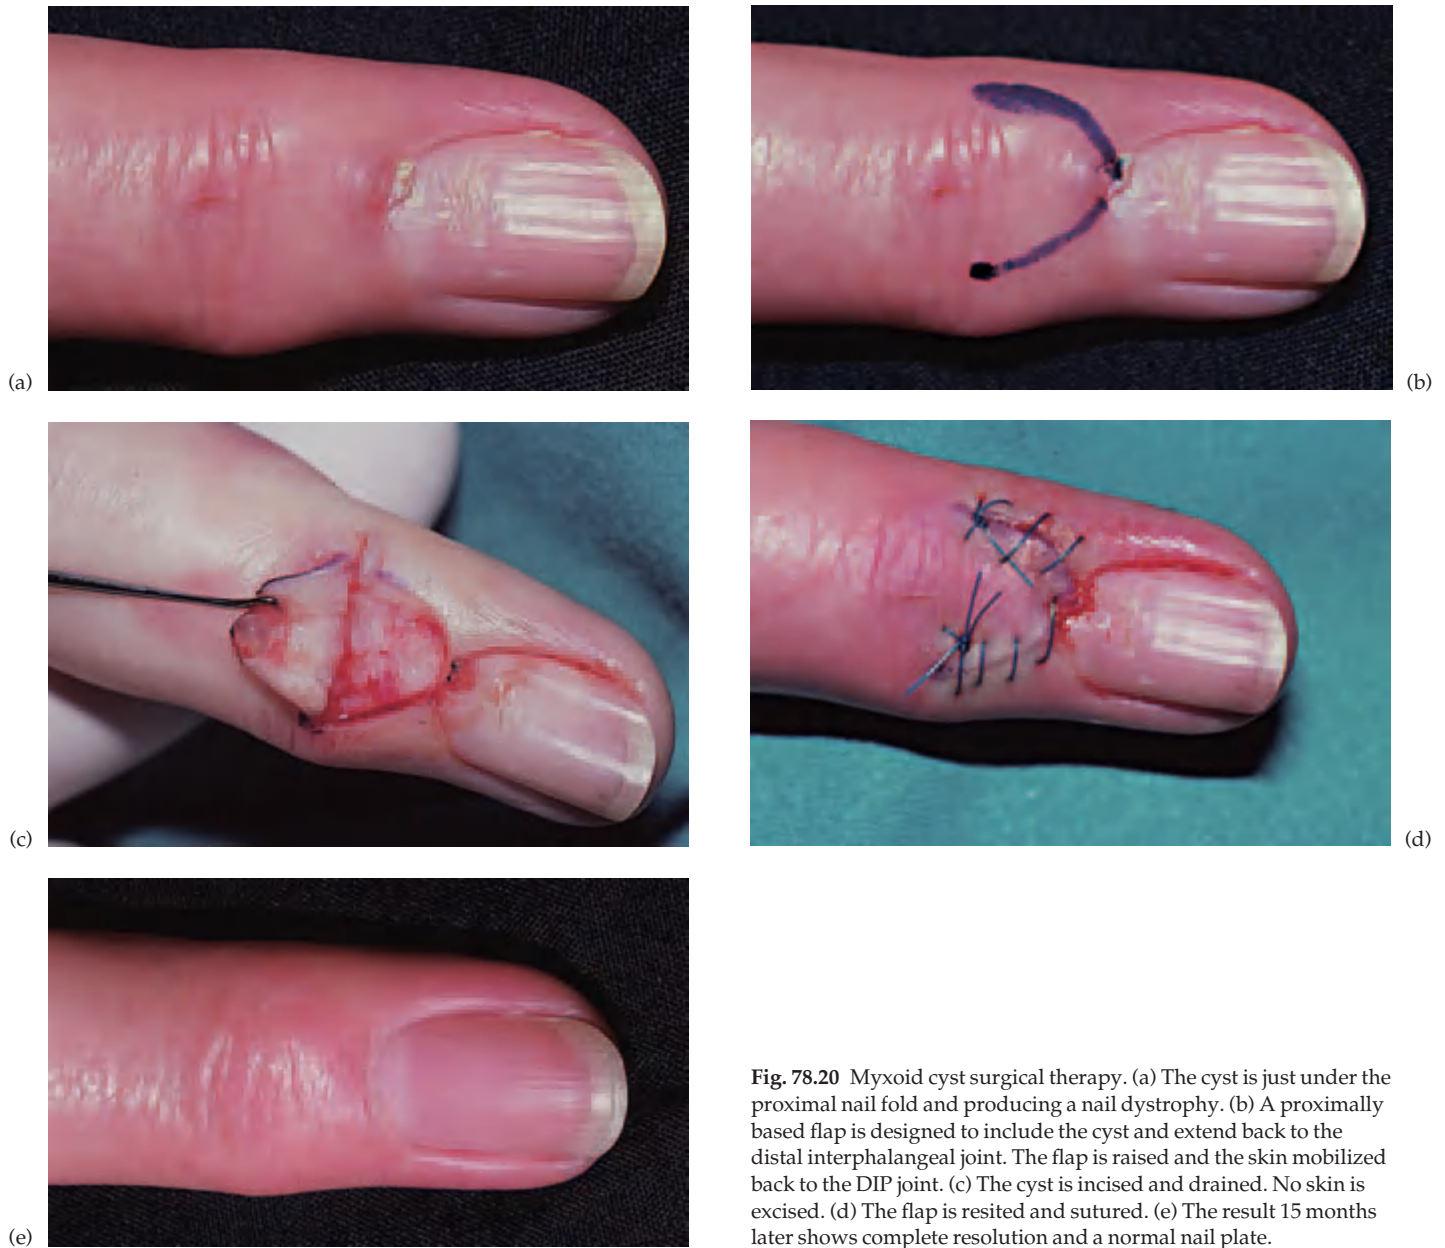 (a)
(b)
(c)
(d)
(e)
Fig. 78.20 Myxoid cyst surgical therapy. (a) The cyst is just under the
proximal nail fold and producing a nail dystrophy. (b) A proximally
based flap is designed to include the cyst and extend back to the
distal interphalangeal joint. The flap is raised and the skin mobilized
back to the DIP joint. (c) The cyst is incised and drained. No skin is
excised. (d) The flap is resited and sutured. (e) The result 15 months
later shows complete resolution and a normal nail plate.